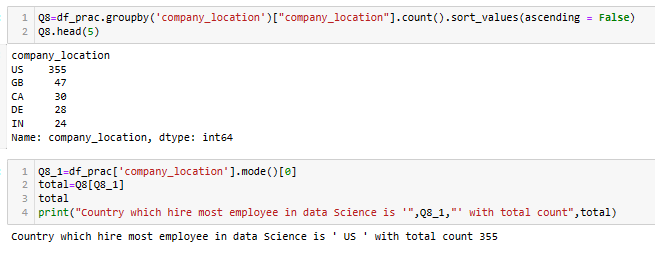 1 Q8=df_prac.groupby('company_location')["company_location"].count().sort_values(ascending = False)
2 Q8.head(5)
company_location
US    355
GB     47
CA     30
DE     28
IN     24
Name: company_location, dtype: int64
1 Q8_1=df_prac['company_location'].mode()[0]
2 total=Q8[Q8_1]
3 total
4 print("Country which hire most employee in data Science is '",Q8_1,"' with total count",total)
Country which hire most employee in data Science is ' US ' with total count 355